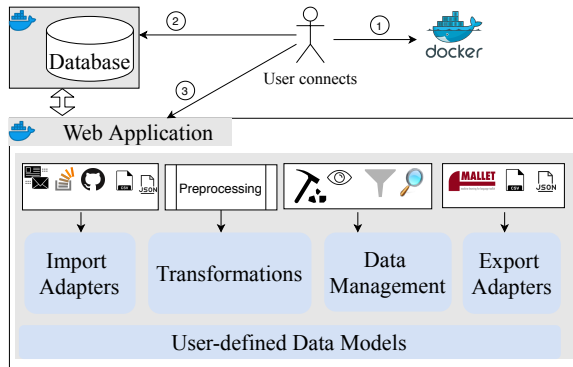 ②
①
Database
docker
User connects
③
Web Application
CSV
JSON
Preprocessing
MALLET
CSV
JSON
Import
Adapters
Transformations
Data
Management
Export
Adapters
User-defined Data Models